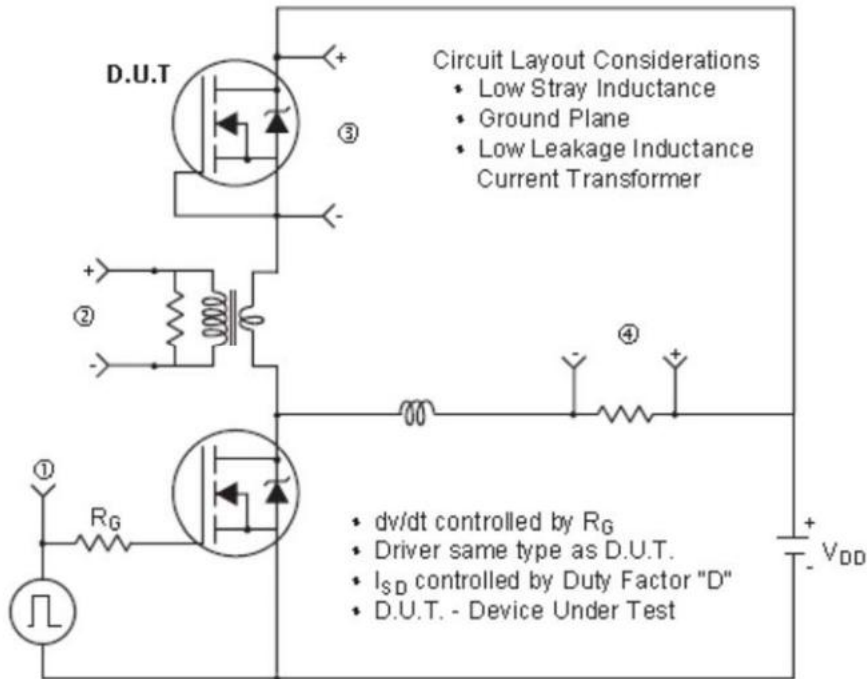 D.U.T
+
③
-
Circuit Layout Considerations
• Low Stray Inductance
• Ground Plane
• Low Leakage Inductance
Current Transformer
+
②
-
-
④
+
①
R_G
• dv/dt controlled by R_G
• Driver same type as D.U.T.
• I_SD controlled by Duty Factor "D"
• D.U.T. - Device Under Test
+
-
V_DD